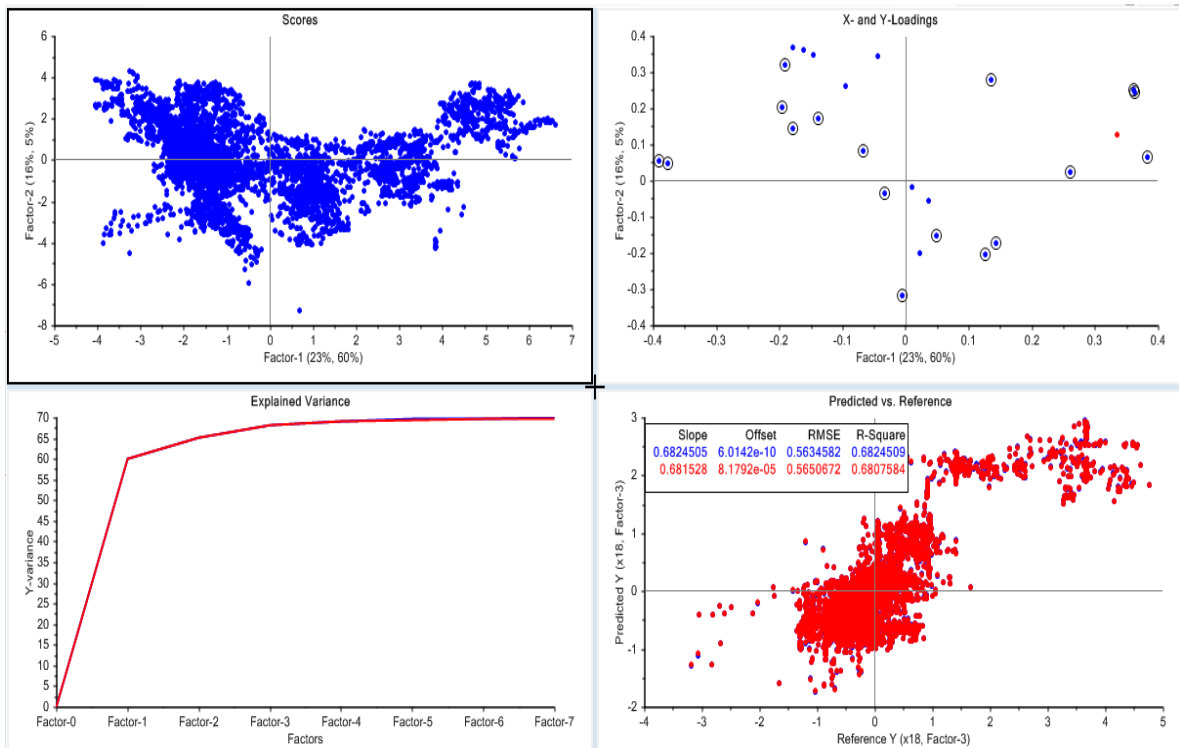 Scores
6
4
2
0
-2
-4
-6
-8
Factor-2 (16%, 5%)
-5 -4 -3 -2 -1 0 1 2 3 4 5 6 7
Factor-1 (23%, 60%)
X- and Y-Loadings
0.4
0.3
0.2
0.1
0
-0.1
-0.2
-0.3
-0.4
Factor-2 (16%, 5%)
-0.4 -0.3 -0.2 -0.1 0 0.1 0.2 0.3 0.4
Factor-1 (23%, 60%)
Explained Variance
70
65
60
55
50
45
40
35
30
25
20
15
10
5
0
Y-variance
Factor-0 Factor-1 Factor-2 Factor-3 Factor-4 Factor-5 Factor-6 Factor-7
Factors
Predicted vs. Reference
Slope Offset RMSE R-Square
0.6824505 6.0142e-10 0.5634582 0.6824509
0.681528 8.1792e-05 0.5650672 0.6807584
3
2
1
0
-1
-2
Predicted Y (x18, Factor-3)
-4 -3 -2 -1 0 1 2 3 4 5
Reference Y (x18, Factor-3)